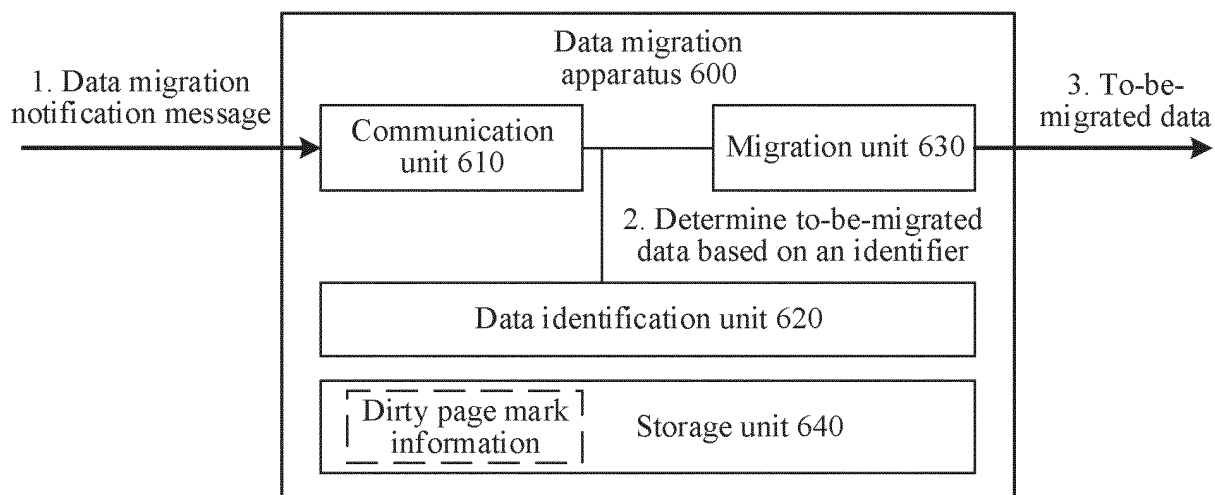 Data migration
apparatus 600
1. Data migration
notification message
Communication
unit 610
Migration unit 630
3. To-be-
migrated data
2. Determine to-be-migrated
data based on an identifier
Data identification unit 620
Dirty page mark
information
Storage unit 640